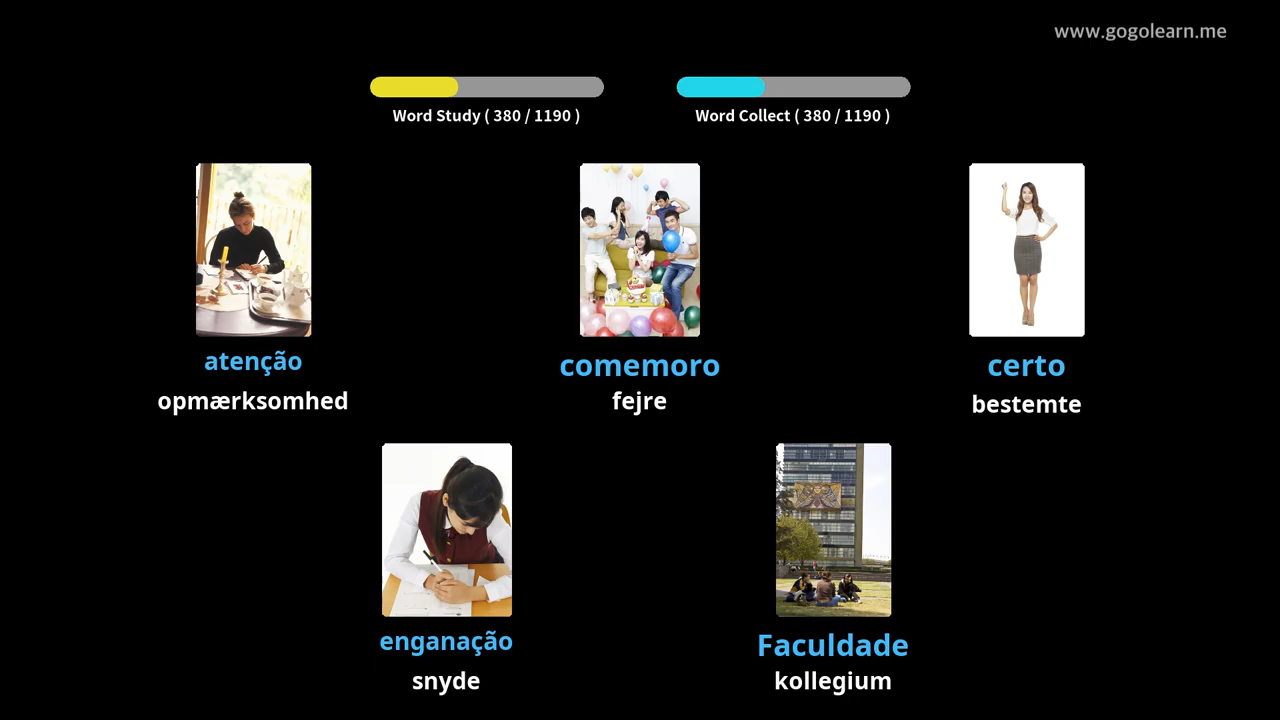 www.gogolearn.me
Word Study ( 380 / 1190 )
Word Collect ( 380 / 1190 )
atenção
opmærksomhed
comemoro
fejre
certo
bestemte
enganação
snyde
Faculdade
kollegium